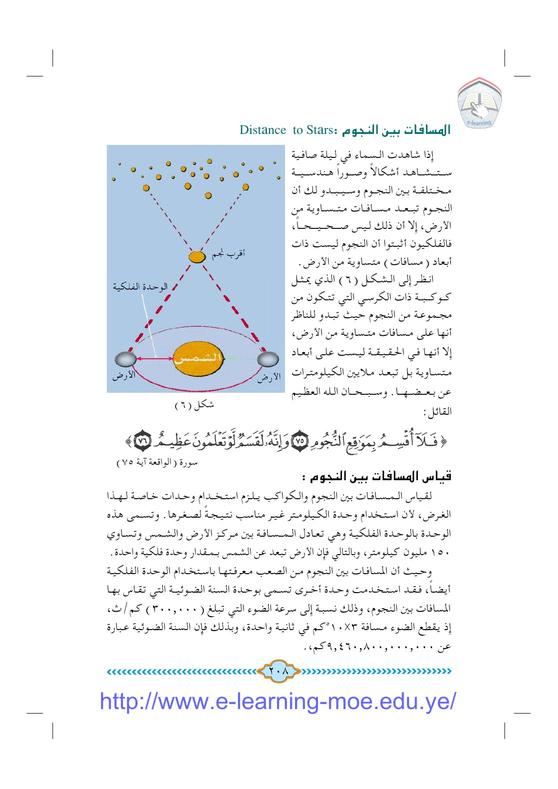 e-learning
المسافات بين النجوم :Distance to Stars
إذا شاهدت السماء في ليلة صافية
ستشاهد أشكالاً وصوراً هندسية
مختلفة بين النجوم وسيبدو لك أن
النجوم تبعد مسافات متساوية من
الأرض، إلا أن ذلك ليس صحيحاً،
فالفلكيون أثبتوا أن النجوم ليست ذات
أبعاد ( مسافات ) متساوية من الأرض .
انظر إلى الشكل ( ٦ ) الذي يمثل
كوكبة ذات الكرسي التي تتكون من
مجموعة من النجوم حيث تبدو للناظر
أنها على مسافات متساوية من الأرض،
إلا أنها في الحقيقة ليست على أبعاد
متساوية بل تبعد ملايين الكيلومترات
عن بعضها. وسبحان الله العظيم
القائل:
أقرب نجم
الوحدة الفلكية
الشمس
الأرض
الأرض
شكل ( ٦ )
﴿ فَلَآ أُقْسِمُ بِمَوَٰقِعِ ٱلنُّجُومِ ٧٥ وَإِنَّهُۥ لَقَسَمٌ لَّوْ تَعْلَمُونَ عَظِيمٌ ٧٦ ﴾
سورة ( الواقعة آية ٧٥ )
قياس المسافات بين النجوم :
لقياس المسافات بين النجوم والكواكب يلزم استخدام وحدات خاصة لهذا
الغرض، لأن استخدام وحدة الكيلومتر غير مناسب نتيجةً لصغرها. وتسمى هذه
الوحدة بالوحدة الفلكية وهي تعادل المسافة بين مركز الأرض والشمس وتساوي
١٥٠ مليون كيلومتر، وبالتالي فإن الأرض تبعد عن الشمس بمقدار وحدة فلكية واحدة.
وحيث أن المسافات بين النجوم من الصعب معرفتها باستخدام الوحدة الفلكية
أيضاً، فقد استخدمت وحدة أخرى تسمى بوحدة السنة الضوئية التي تقاس بها
المسافات بين النجوم، وذلك نسبة إلى سرعة الضوء التي تبلغ ( ٣٠٠,٠٠٠ ) كم/ث،
إذ يقطع الضوء مسافة ٣×١٠°كم في ثانية واحدة، وبذلك فإن السنة الضوئية عبارة
عن ٩,٤٦٠,٨٠٠,٠٠٠,٠٠٠كم،.
٢٠٨
http://www.e-learning-moe.edu.ye/